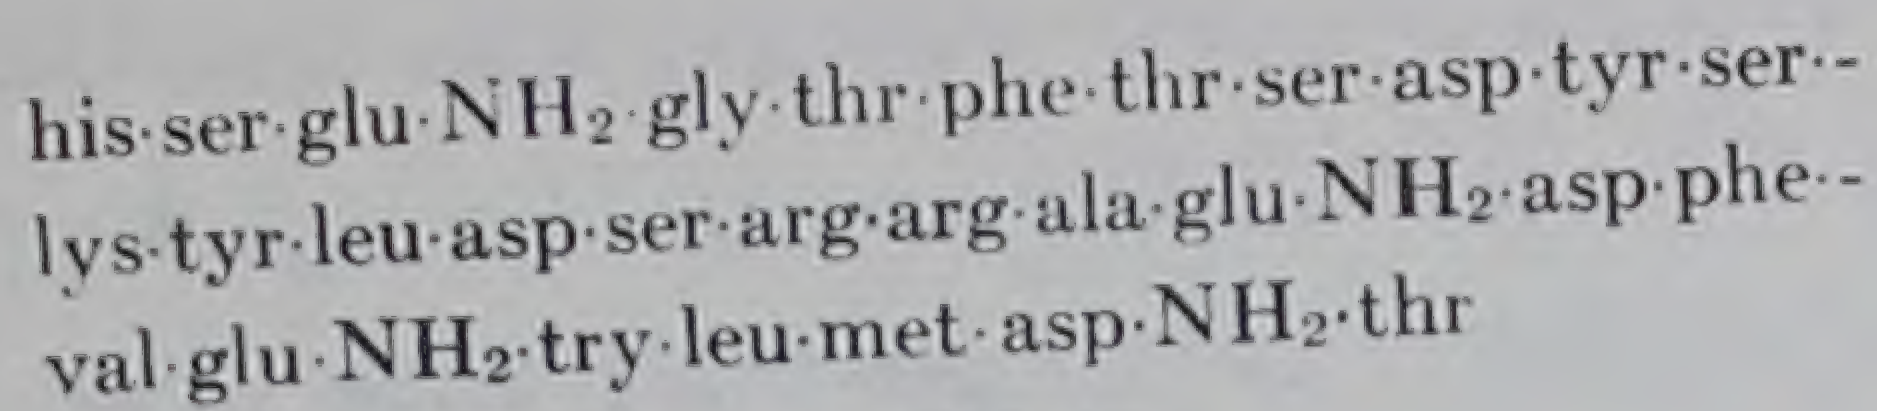 his·ser·glu·NH₂·gly·thr·phe·thr·ser·asp·tyr·ser·-
lys·tyr·leu·asp·ser·arg·arg·ala·glu·NH₂·asp·phe·-
val·glu·NH₂·try·leu·met·asp·NH₂·thr